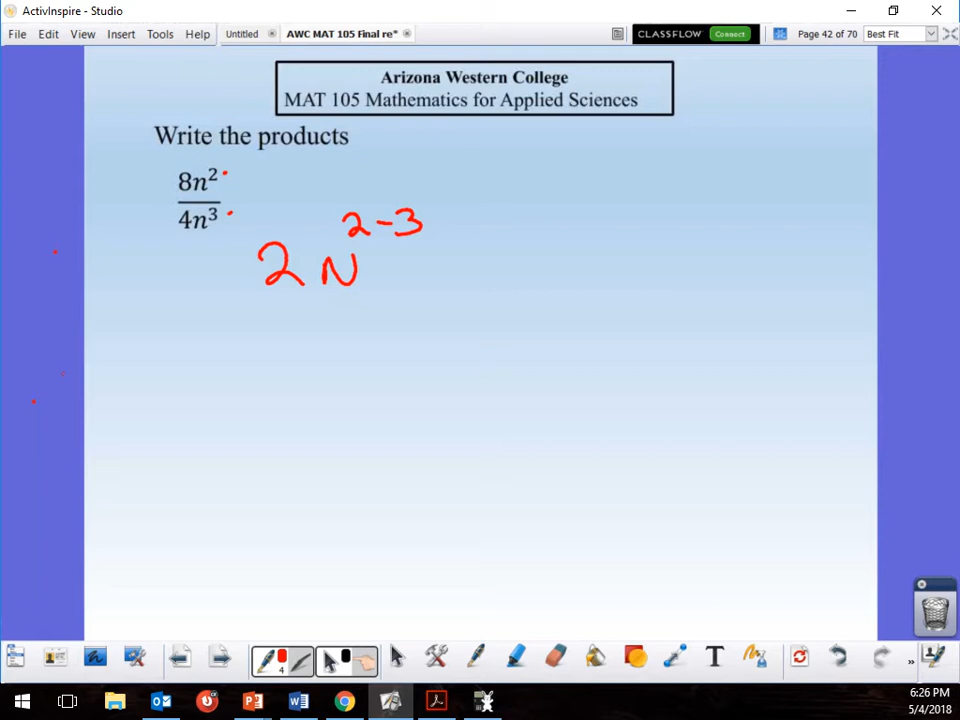 ActivInspire - Studio
File Edit View Insert Tools Help
Untitled AWC MAT 105 Final re*
CLASSFLOW Connect
Page 42 of 70 Best Fit
Arizona Western College
MAT 105 Mathematics for Applied Sciences
Write the products
8n²
4n³
2 N^{2-3}
4
T
»
6:26 PM
5/4/2018